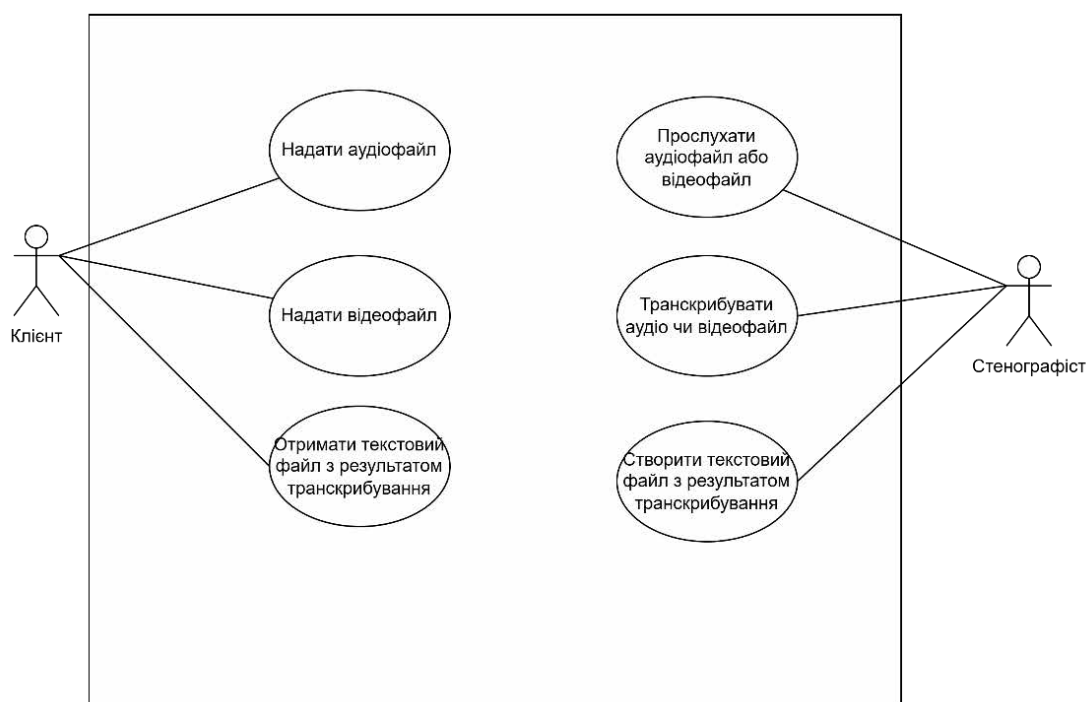 Надати аудіофайл
Прослухати
аудіофайл або
відеофайл
Клієнт
Надати відеофайл
Транскрибувати
аудіо чи відеофайл
Стенографіст
Отримати текстовий
файл з результатом
транскрибування
Створити текстовий
файл з результатом
транскрибування